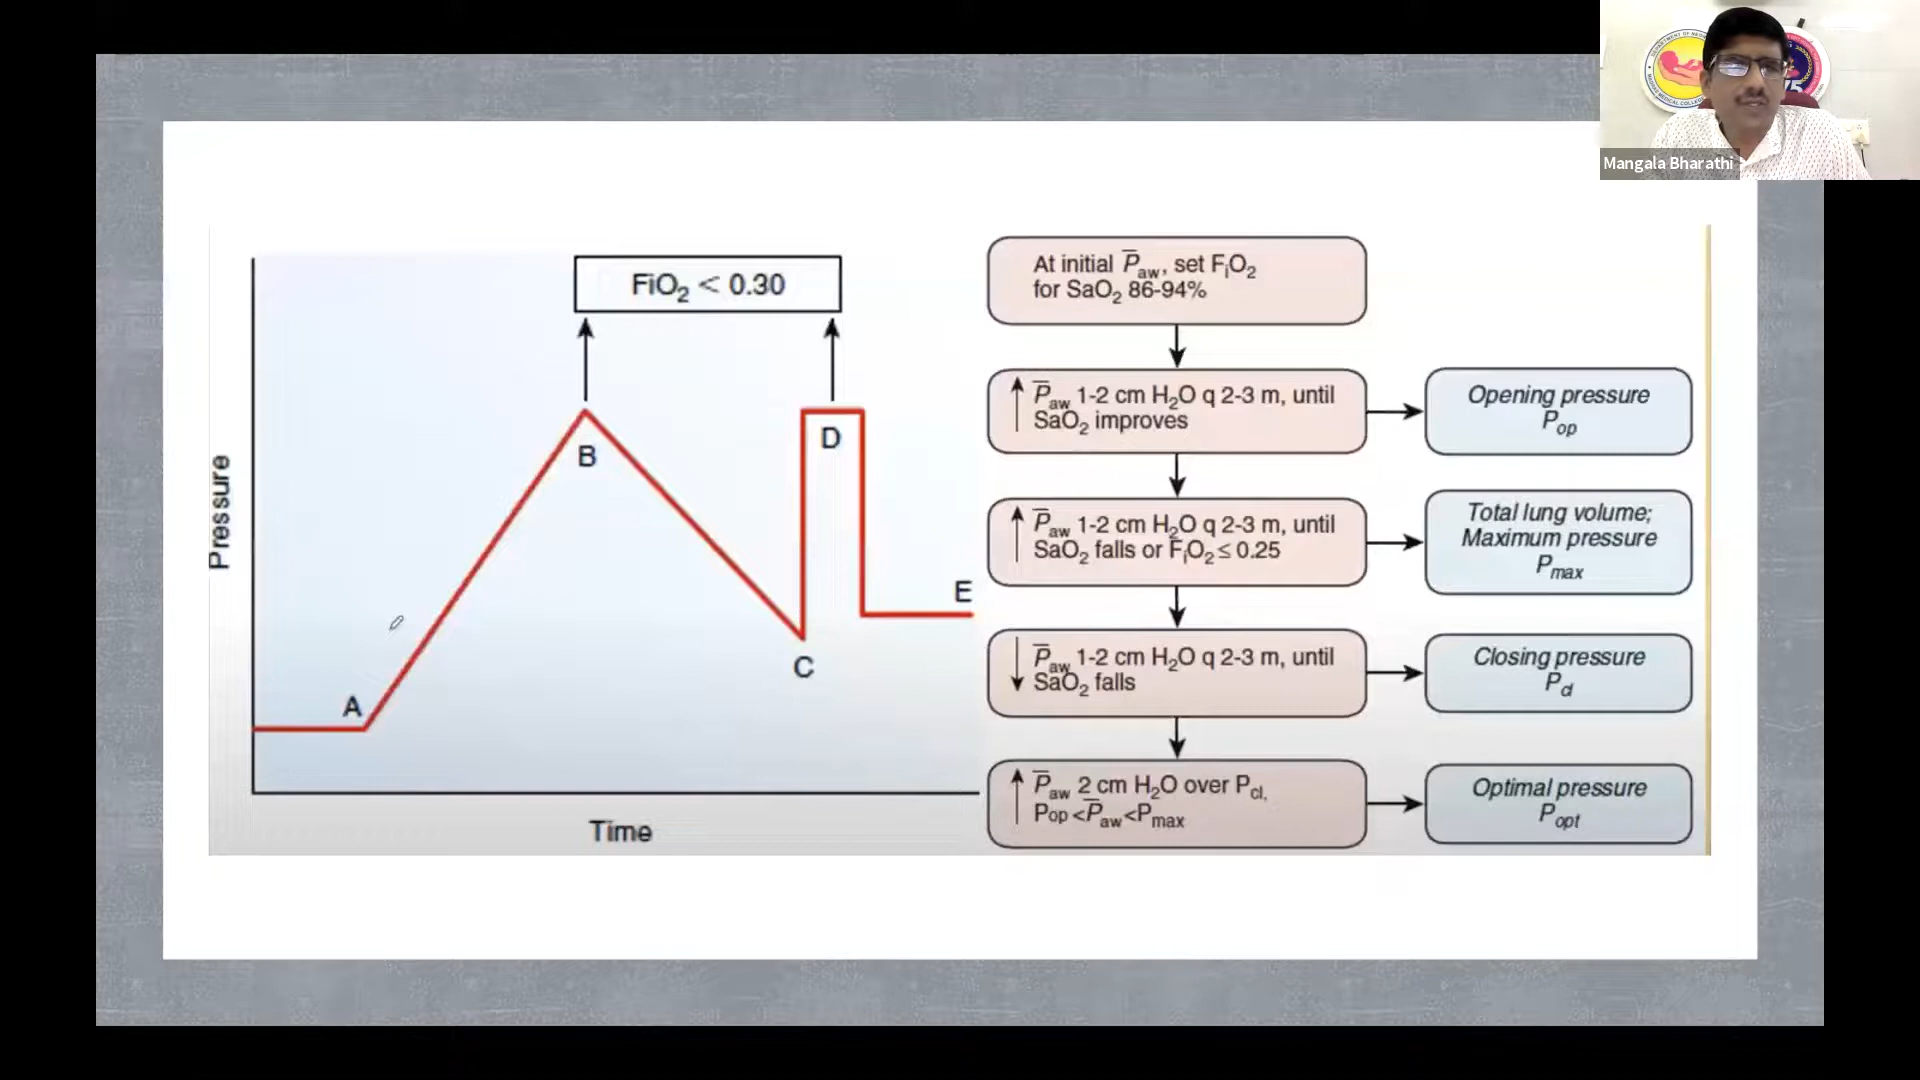 Mangala Bharathi
FiO₂ < 0.30
Pressure
A
B
C
D
E
Time
At initial P̅aw, set FiO₂
for SaO₂ 86-94%
↑ P̅aw 1-2 cm H₂O q 2-3 m, until
SaO₂ improves
Opening pressure
Pop
↑ P̅aw 1-2 cm H₂O q 2-3 m, until
SaO₂ falls or FiO₂ ≤ 0.25
Total lung volume;
Maximum pressure
Pmax
↓ P̅aw 1-2 cm H₂O q 2-3 m, until
SaO₂ falls
Closing pressure
Pcl
↑ P̅aw 2 cm H₂O over Pcl,
Pop < P̅aw < Pmax
Optimal pressure
Popt